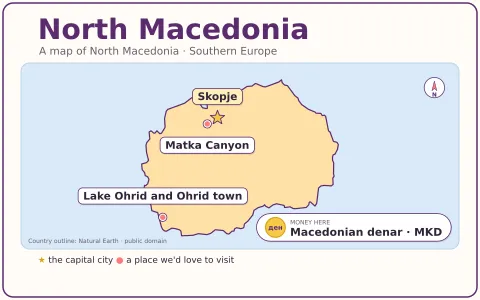 North Macedonia
A map of North Macedonia · Southern Europe
N
Skopje
Matka Canyon
Lake Ohrid and Ohrid town
ден
MONEY HERE
Macedonian denar · MKD
Country outline: Natural Earth · public domain
★ the capital city ● a place we'd love to visit